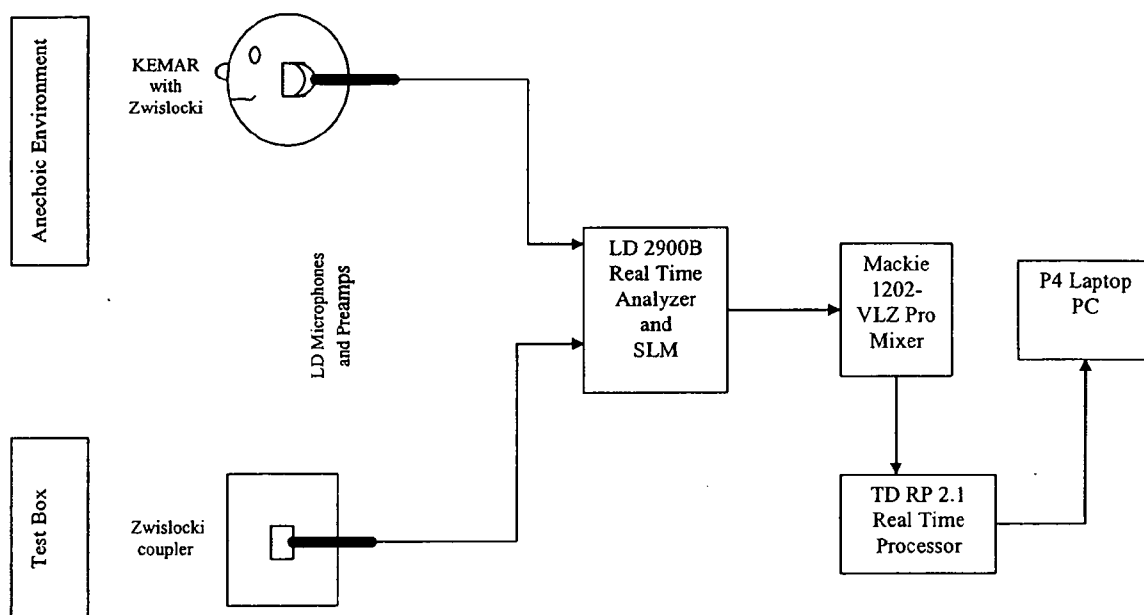 Anechoic Environment
KEMAR
with
Zwislocki
LD Microphones
and Preamps
LD 2900B
Real Time
Analyzer
and
SLM
Mackie
1202-
VLZ Pro
Mixer
P4 Laptop
PC
Test Box
Zwislocki
coupler
TD RP 2.1
Real Time
Processor